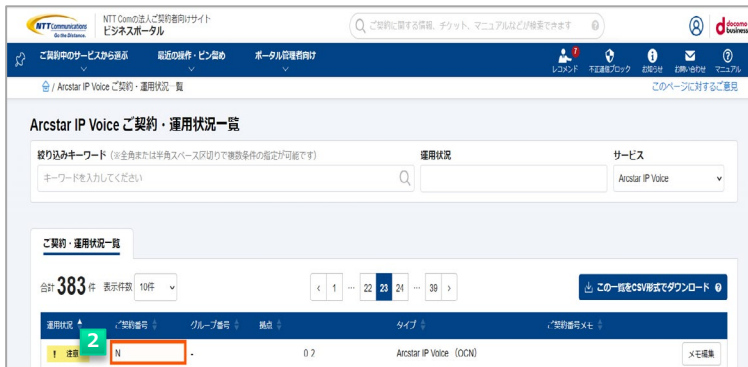 NTT Communications
Go the Distance.
NTT Comの法人ご契約者向けサイト
ビジネスポータル
ご契約に関する情報、チケット、マニュアルなどが検索できます
docomo business
ご契約中のサービスから選ぶ 最近の操作・ピン留め ポータル管理者向け
7
レコメンド 不正通信ブロック お知らせ お問い合わせ マニュアル
/ Arcstar IP Voice ご契約・運用状況一覧
このページに対するご意見
Arcstar IP Voice ご契約・運用状況一覧
絞り込みキーワード（※全角または半角スペース区切りで複数条件の指定が可能です） 運用状況 サービス
キーワードを入力してください Arcstar IP Voice
ご契約・運用状況一覧
合計 383 件 表示件数 10件 < 1 … 22 23 24 … 39 > この一覧をCSV形式でダウンロード
運用状況 ご契約番号 グループ番号 拠点 タイプ ご契約番号メモ
2
! 注意 N - 0 2 Arcstar IP Voice（OCN） メモ編集